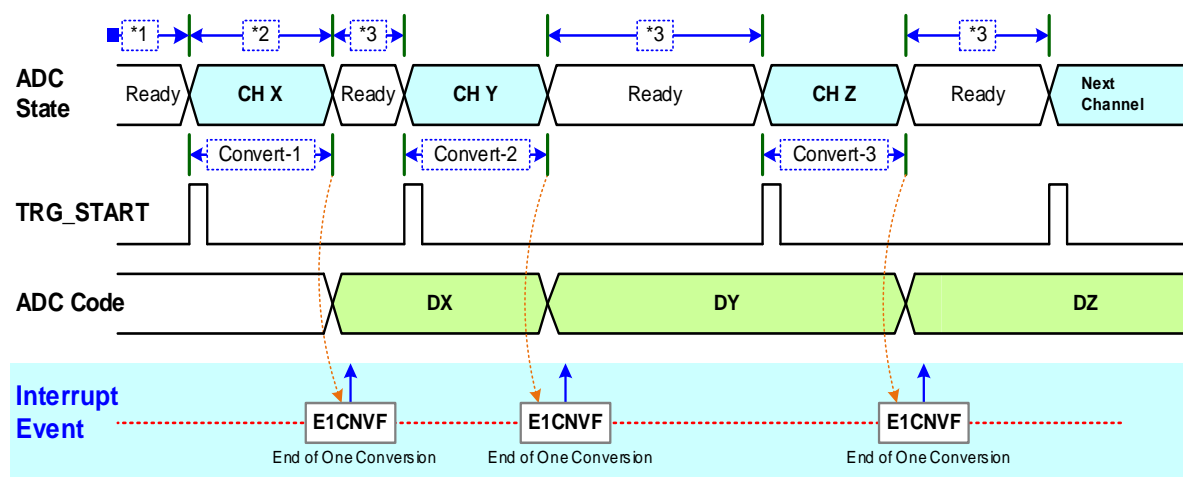 *1 *2 *3 *3 *3
ADC State
Ready CH X Ready CH Y Ready CH Z Ready Next Channel
Convert-1 Convert-2 Convert-3
TRG_START
ADC Code DX DY DZ
Interrupt Event
E1CNVF E1CNVF E1CNVF
End of One Conversion End of One Conversion End of One Conversion